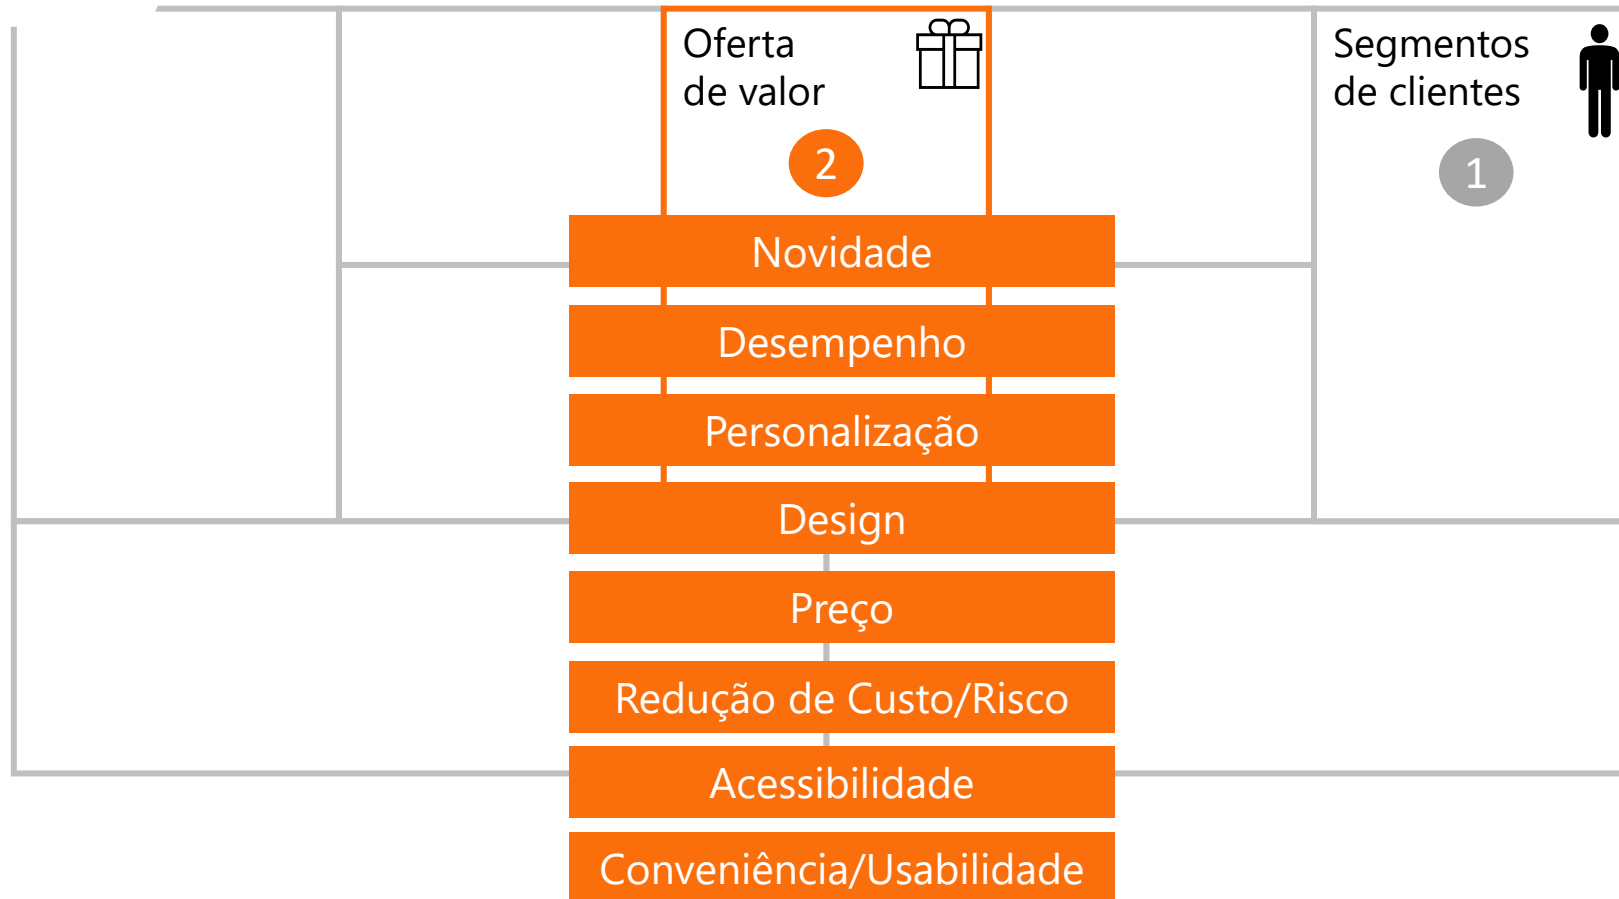 Oferta
de valor
2
Segmentos
de clientes
1
Novidade
Desempenho
Personalização
Design
Preço
Redução de Custo/Risco
Acessibilidade
Conveniência/Usabilidade